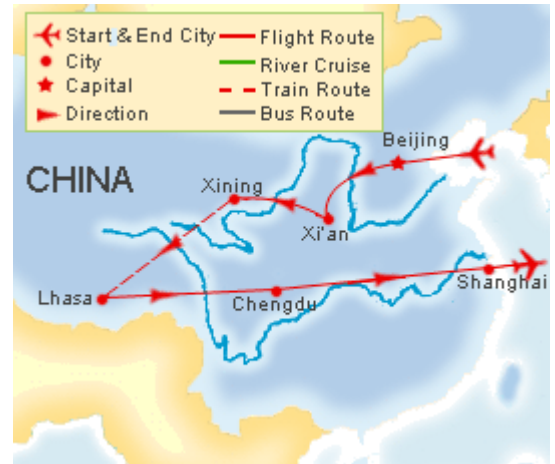 Start & End City
City
Capital
Direction
Flight Route
River Cruise
Train Route
Bus Route
Beijing
CHINA
Xining
Xi'an
Lhasa
Chengdu
Shanghai